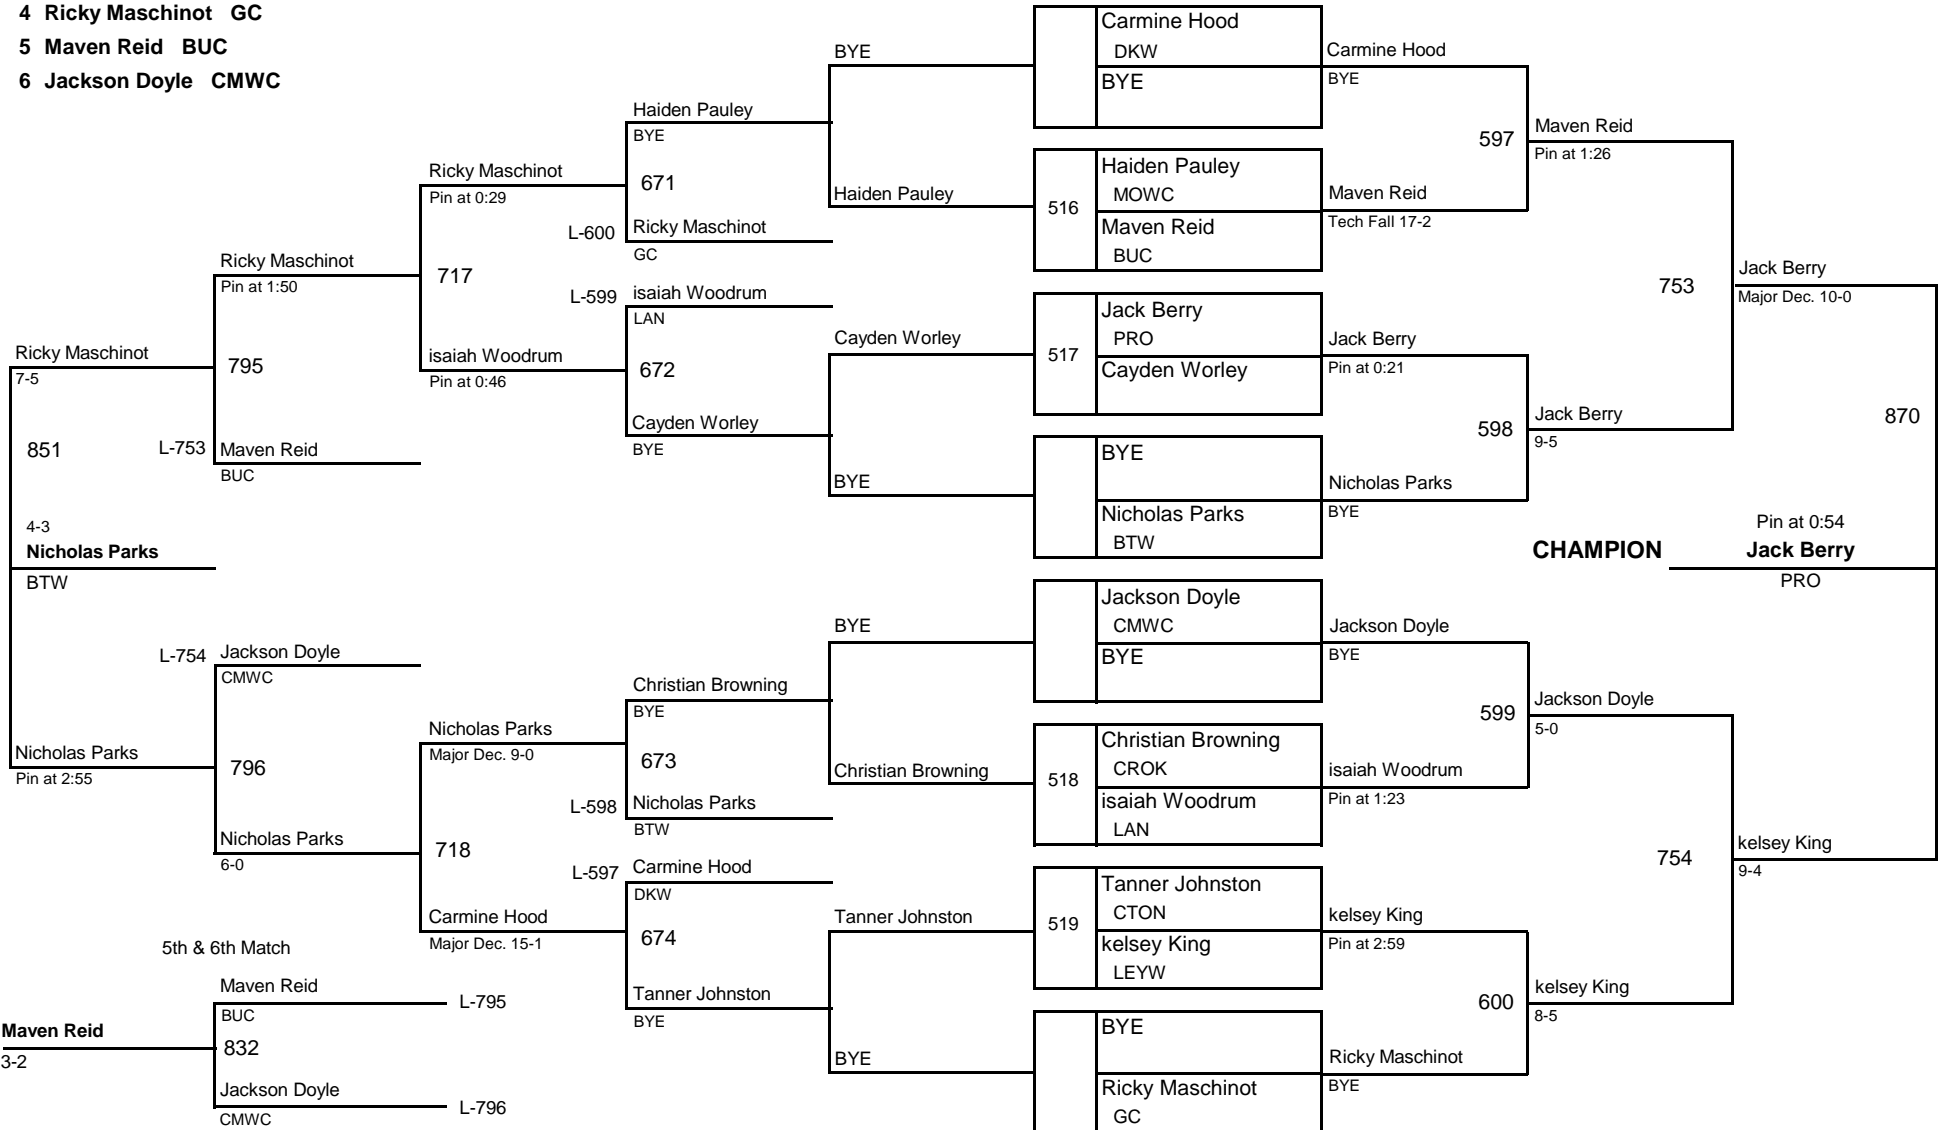 4 Ricky Maschinot GC
5 Maven Reid BUC
6 Jackson Doyle CMWC
Ricky Maschinot
7-5
851
4-3
Nicholas Parks
BTW
Nicholas Parks
Pin at 2:55
Ricky Maschinot
Pin at 1:50
795
L-753 Maven Reid
BUC
L-754 Jackson Doyle
CMWC
796
Nicholas Parks
6-0
5th & 6th Match
Maven Reid
BUC
L-795
Maven Reid
3-2
832
Jackson Doyle
CMWC
L-796
Ricky Maschinot
Pin at 0:29
717
isaiah Woodrum
Pin at 0:46
Nicholas Parks
Major Dec. 9-0
718
Carmine Hood
Major Dec. 15-1
Haiden Pauley
BYE
671
L-600 Ricky Maschinot
GC
L-599 isaiah Woodrum
LAN
672
Cayden Worley
BYE
Christian Browning
BYE
673
L-598 Nicholas Parks
BTW
L-597 Carmine Hood
DKW
674
Tanner Johnston
BYE
BYE
Haiden Pauley
Cayden Worley
BYE
BYE
Christian Browning
Tanner Johnston
BYE
Carmine Hood
DKW
BYE
516
Haiden Pauley
MOWC
Maven Reid
BUC
517
Jack Berry
PRO
Cayden Worley
BYE
Nicholas Parks
BTW
Jackson Doyle
CMWC
BYE
518
Christian Browning
CROK
isaiah Woodrum
LAN
519
Tanner Johnston
CTON
kelsey King
LEYW
BYE
Ricky Maschinot
GC
Carmine Hood
BYE
597
Maven Reid
Tech Fall 17-2
Jack Berry
Pin at 0:21
598
Nicholas Parks
BYE
Jackson Doyle
BYE
599
isaiah Woodrum
Pin at 1:23
kelsey King
Pin at 2:59
600
Ricky Maschinot
BYE
Maven Reid
Pin at 1:26
753
Jack Berry
9-5
Jackson Doyle
5-0
754
kelsey King
8-5
Jack Berry
Major Dec. 10-0
870
Pin at 0:54
CHAMPION Jack Berry
PRO
kelsey King
9-4